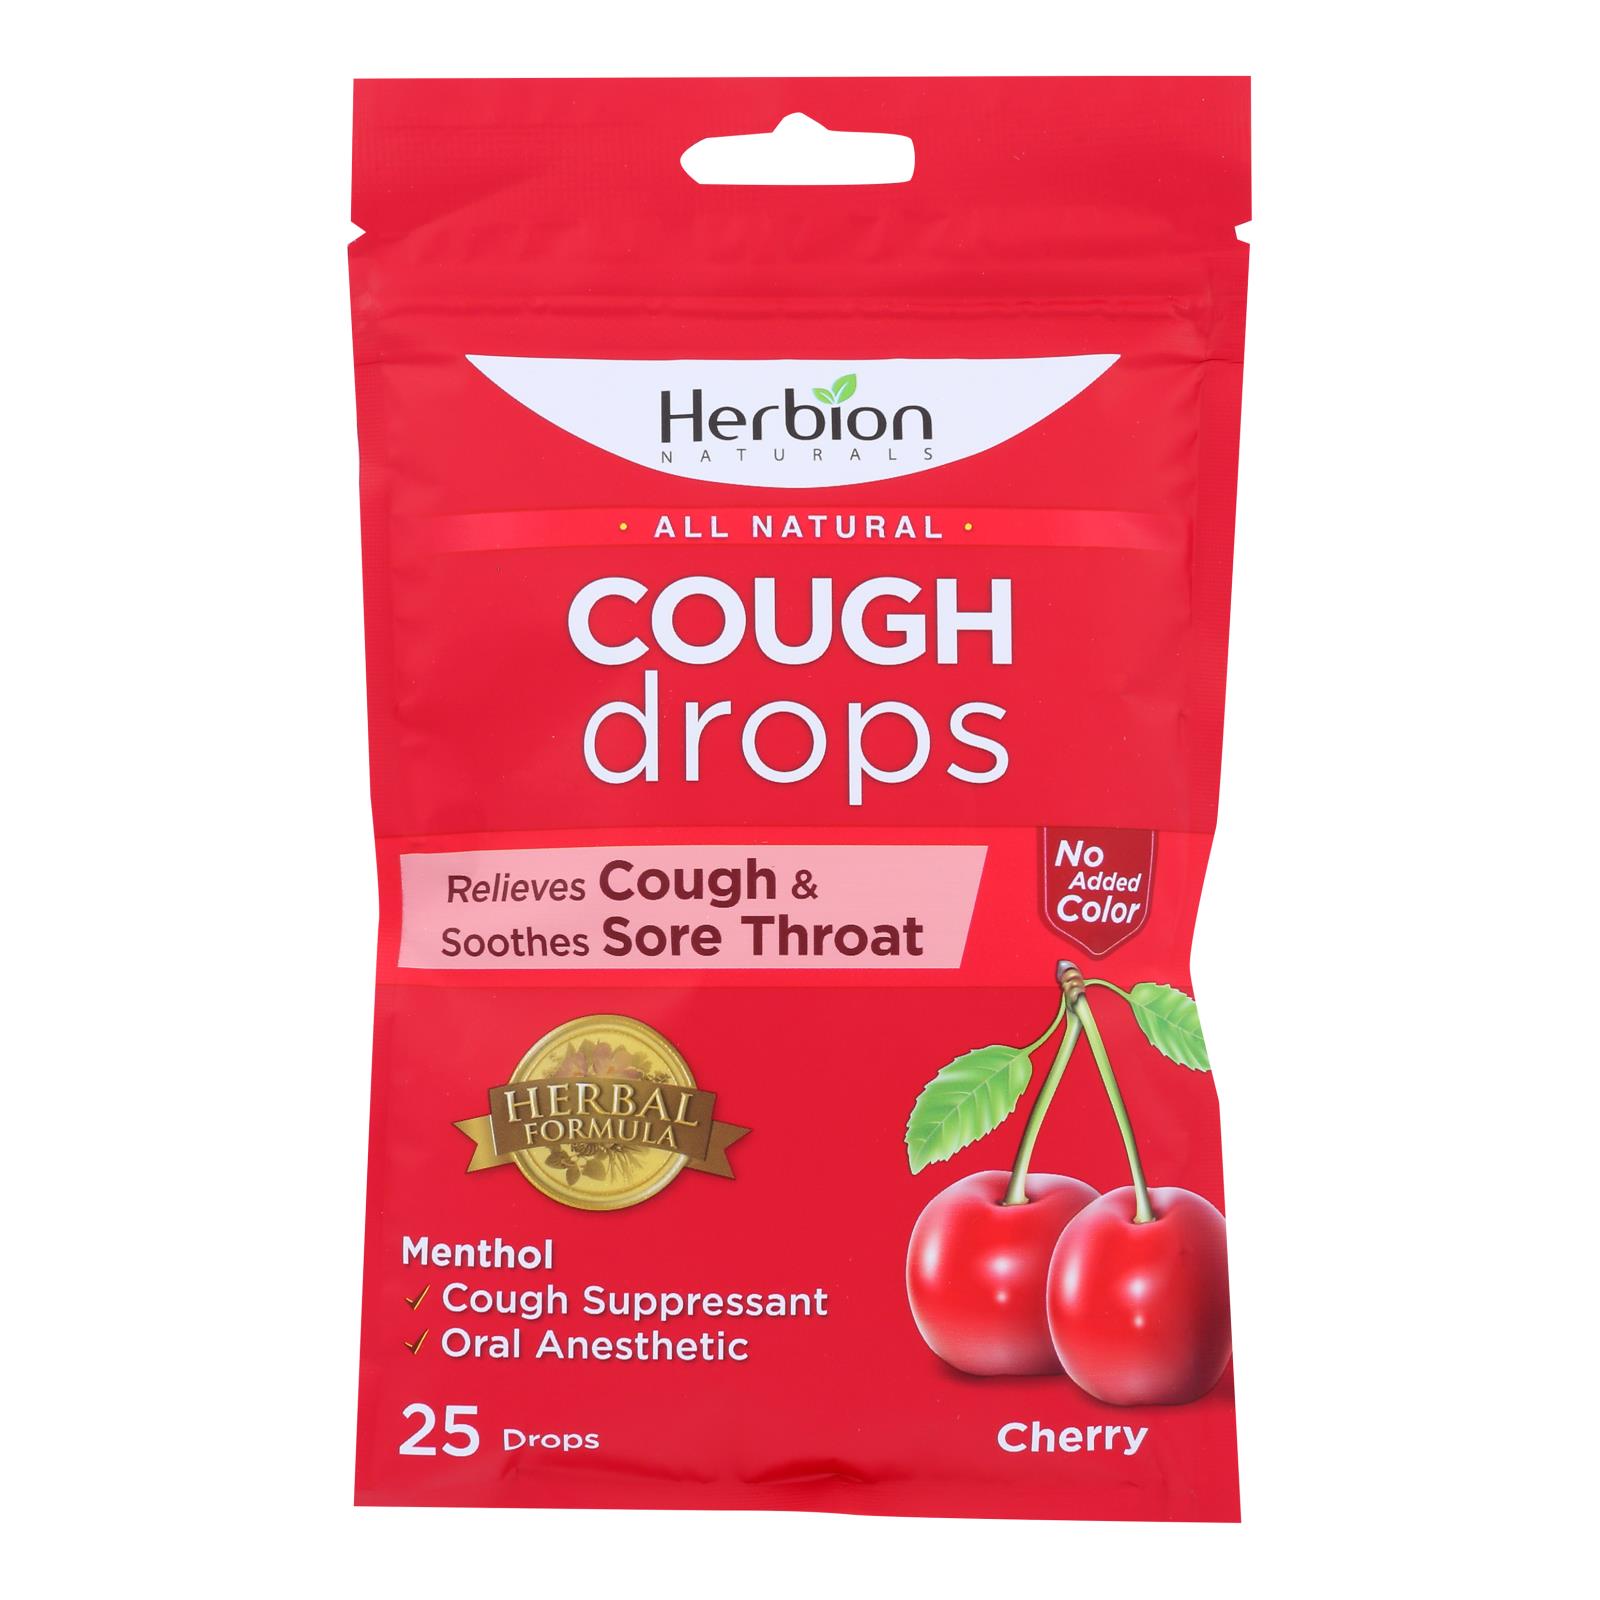 Herbion
NATURALS
• ALL NATURAL •
COUGH
drops
Relieves Cough &
Soothes Sore Throat
No
Added
Color
HERBAL
FORMULA
Menthol
✓ Cough Suppressant
✓ Oral Anesthetic
25 Drops
Cherry